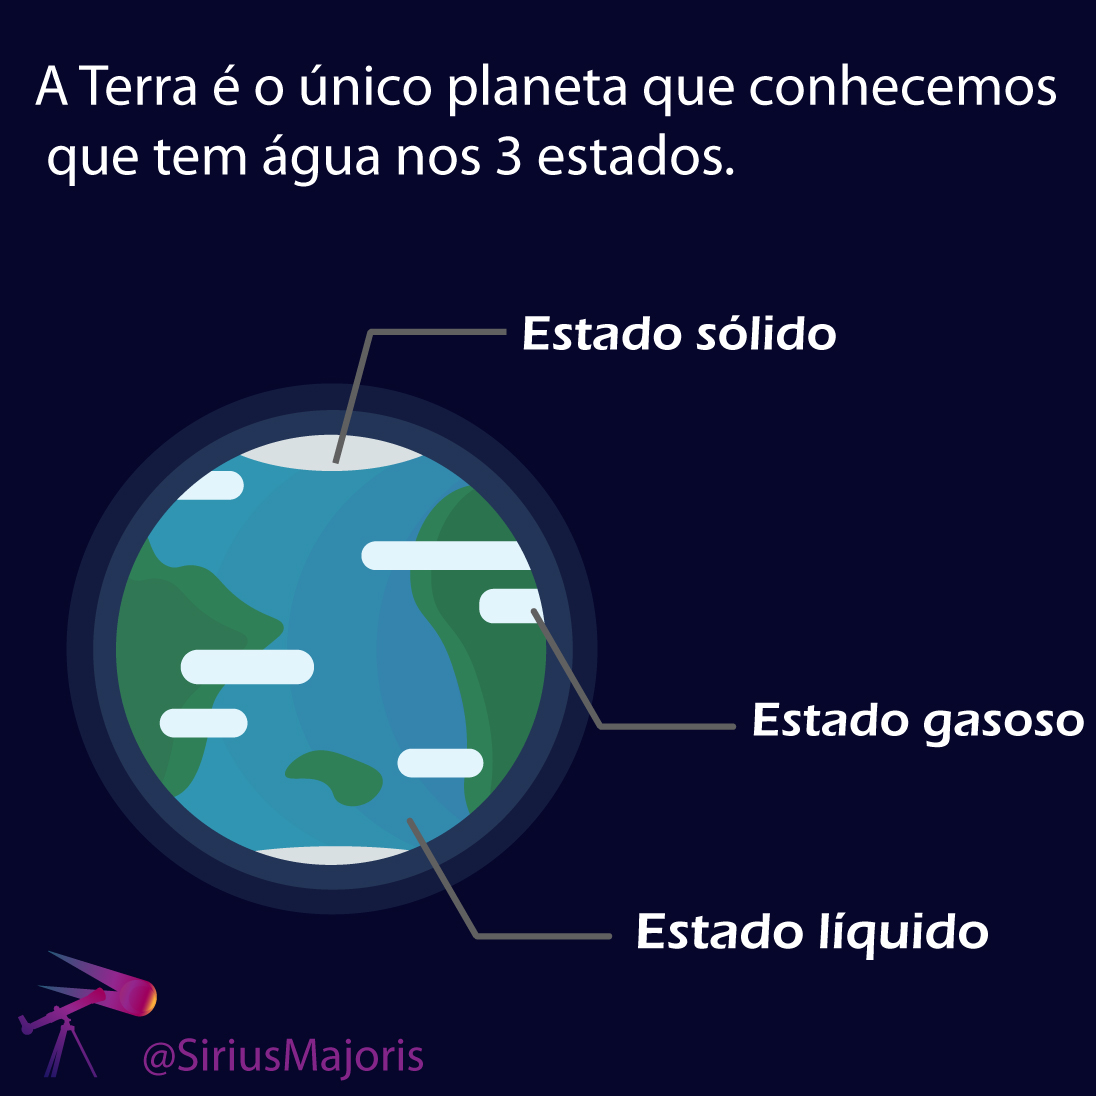 A Terra é o único planeta que conhecemos
que tem água nos 3 estados.
Estado sólido
Estado gasoso
Estado líquido
@SiriusMajoris